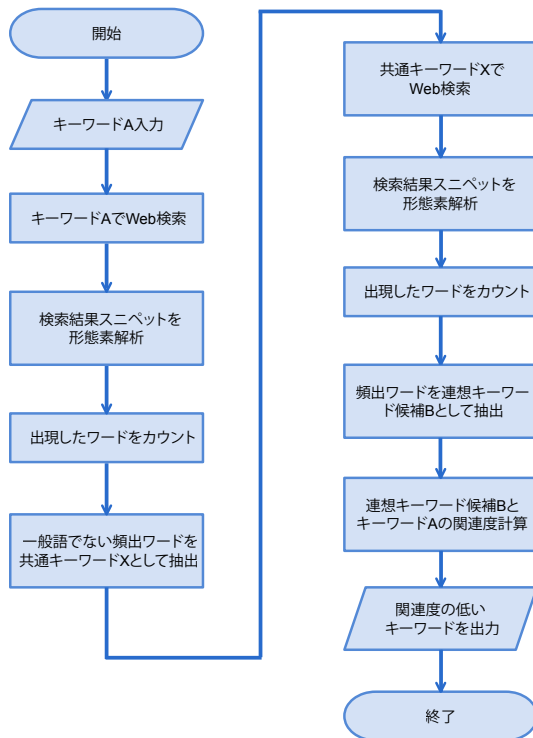 開始
キーワードA入力
キーワードAでWeb検索
検索結果スニペットを
形態素解析
出現したワードをカウント
一般語でない頻出ワードを
共通キーワードXとして抽出
共通キーワードXで
Web検索
検索結果スニペットを
形態素解析
出現したワードをカウント
頻出ワードを連想キーワー
ド候補Bとして抽出
連想キーワード候補Bと
キーワードAの関連度計算
関連度の低い
キーワードを出力
終了